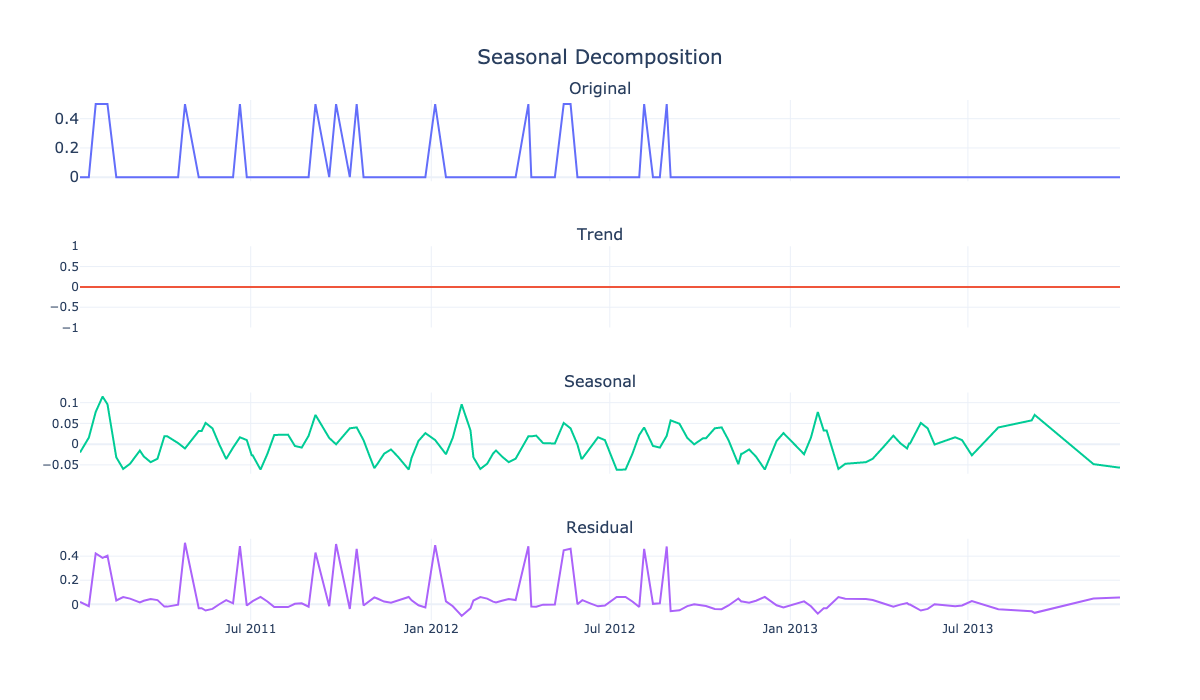 Seasonal Decomposition
Original
0.4
0.2
0
Trend
1
0.5
0
−0.5
−1
Seasonal
0.1
0.05
0
−0.05
Residual
0.4
0.2
0
Jul 2011 Jan 2012 Jul 2012 Jan 2013 Jul 2013